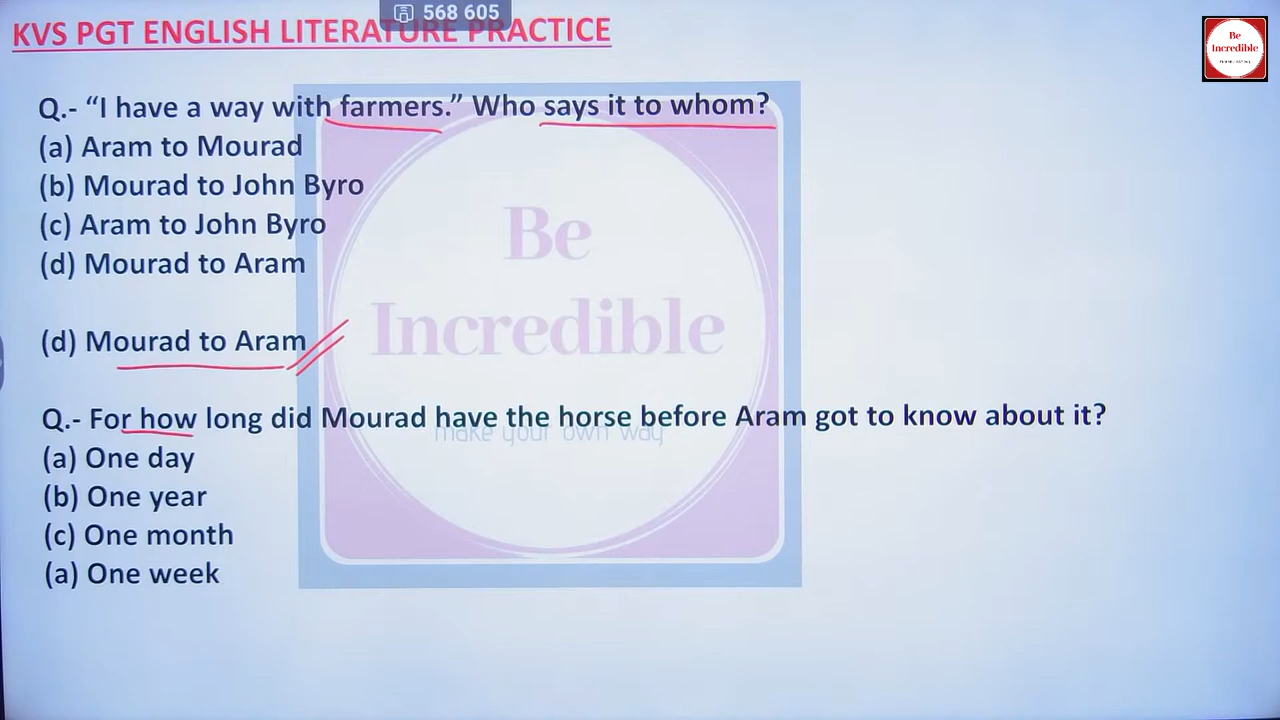 568 605
KVS PGT ENGLISH LITERATURE PRACTICE
Be
Incredible
Q.- “I have a way with farmers.” Who says it to whom?
(a) Aram to Mourad
(b) Mourad to John Byro
(c) Aram to John Byro
(d) Mourad to Aram
Be
Incredible
(d) Mourad to Aram
Q.- For how long did Mourad have the horse before Aram got to know about it?
make your own way
(a) One day
(b) One year
(c) One month
(a) One week